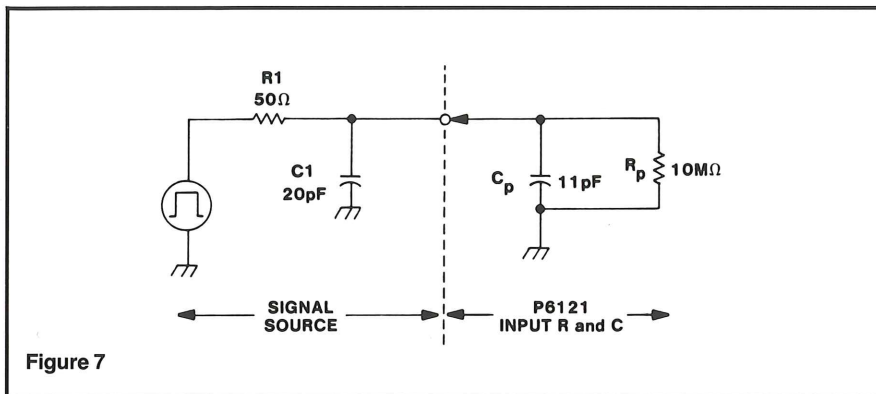 R1
50Ω
C1
20pF
Cp
11pF
Rp
10MΩ
SIGNAL
SOURCE
P6121
INPUT R and C
Figure 7